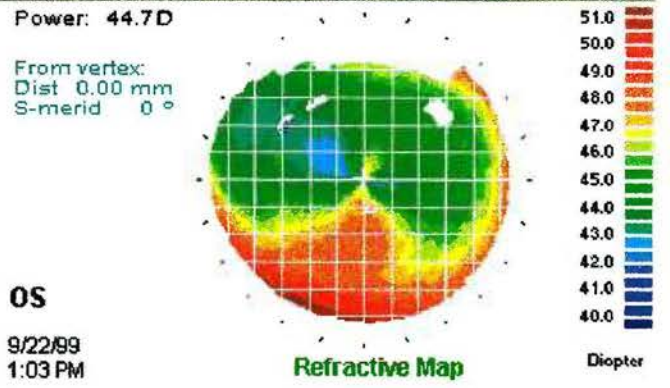 Power: 44.7D
From vertex:
Dist 0.00 mm
S-merid 0 °
OS
9/22/99
1:03 PM
Refractive Map
51.0
50.0
49.0
48.0
47.0
46.0
45.0
44.0
43.0
42.0
41.0
40.0
Diopter